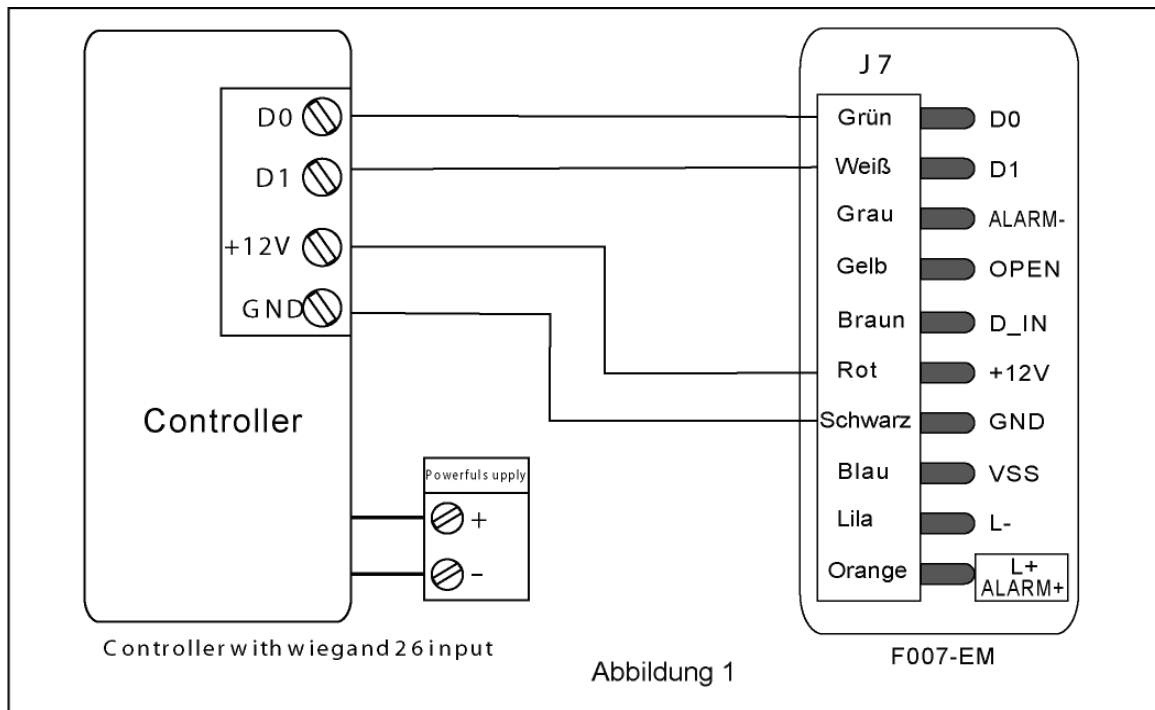 D0
D1
+12V
GND
Controller
Powerfuls upply
+
-
Controller with wiegand 26 input
J7
Grün D0
Weiß D1
Grau ALARM-
Gelb OPEN
Braun D_IN
Rot +12V
Schwarz GND
Blau VSS
Lila L-
Orange L+
ALARM+
F007-EM
Abbildung 1